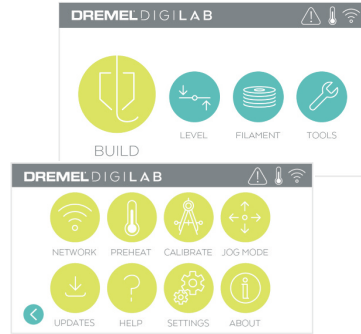 DREMEL DIGILAB
LEVEL FILAMENT TOOLS
BUILD
DREMEL DIGILAB
NETWORK PREHEAT CALIBRATE JOG MODE
UPDATES HELP SETTINGS ABOUT